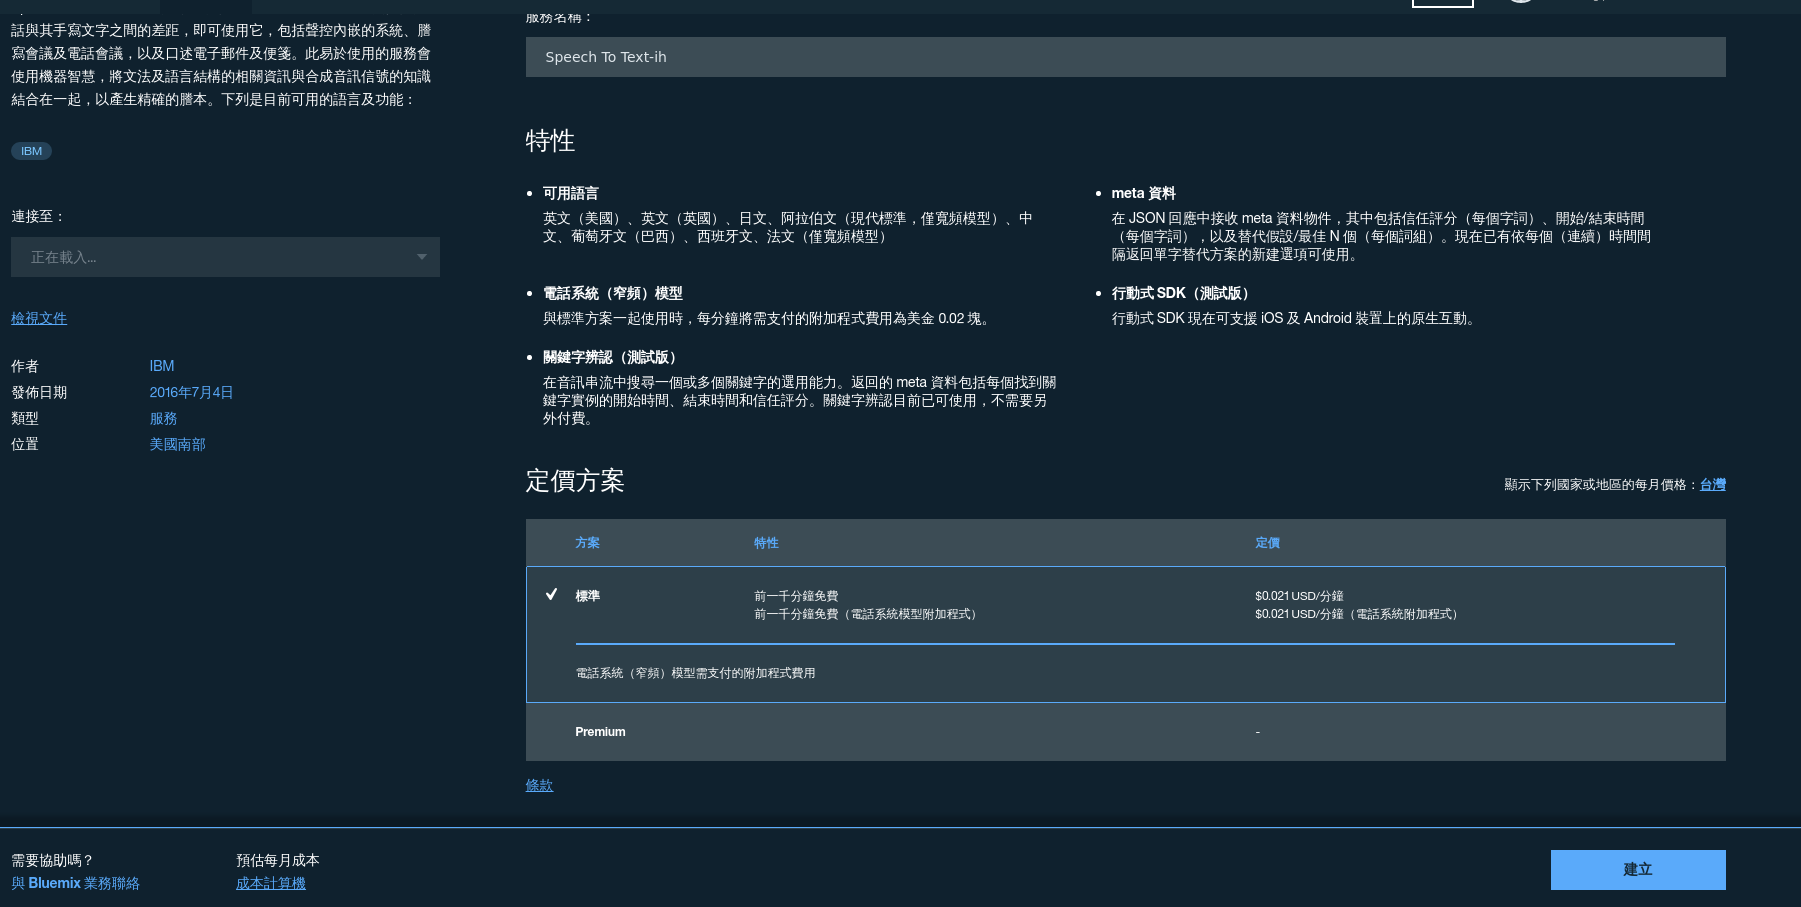 話與其手寫文字之間的差距，即可使用它，包括聲控內嵌的系統、謄
寫會議及電話會議，以及口述電子郵件及便箋。此易於使用的服務會
使用機器智慧，將文法及語言結構的相關資訊與合成音訊信號的知識
結合在一起，以產生精確的謄本。下列是目前可用的語言及功能：
IBM
連接至：
正在載入...
檢視文件
作者 IBM
發佈日期 2016年7月4日
類型 服務
位置 美國南部
服務名稱：
Speech To Text-ih
特性
可用語言
英文（美國）、英文（英國）、日文、阿拉伯文（現代標準，僅寬頻模型）、中
文、葡萄牙文（巴西）、西班牙文、法文（僅寬頻模型）
meta 資料
在 JSON 回應中接收 meta 資料物件，其中包括信任評分（每個字詞）、開始/結束時間
（每個字詞），以及替代假設/最佳 N 個（每個詞組）。現在已有依每個（連續）時間間
隔返回單字替代方案的新建選項可使用。
電話系統（窄頻）模型
與標準方案一起使用時，每分鐘將需支付的附加程式費用為美金 0.02 塊。
行動式 SDK（測試版）
行動式 SDK 現在可支援 iOS 及 Android 裝置上的原生互動。
關鍵字辨認（測試版）
在音訊串流中搜尋一個或多個關鍵字的選用能力。返回的 meta 資料包括每個找到關
鍵字實例的開始時間、結束時間和信任評分。關鍵字辨認目前已可使用，不需要另
外付費。
定價方案
顯示下列國家或地區的每月價格：台灣
方案 特性 定價
標準 前一千分鐘免費 $0.021 USD/分鐘
前一千分鐘免費（電話系統模型附加程式） $0.021 USD/分鐘（電話系統附加程式）
電話系統（窄頻）模型需支付的附加程式費用
Premium -
條款
需要協助嗎？
與 Bluemix 業務聯絡
預估每月成本
成本計算機
建立